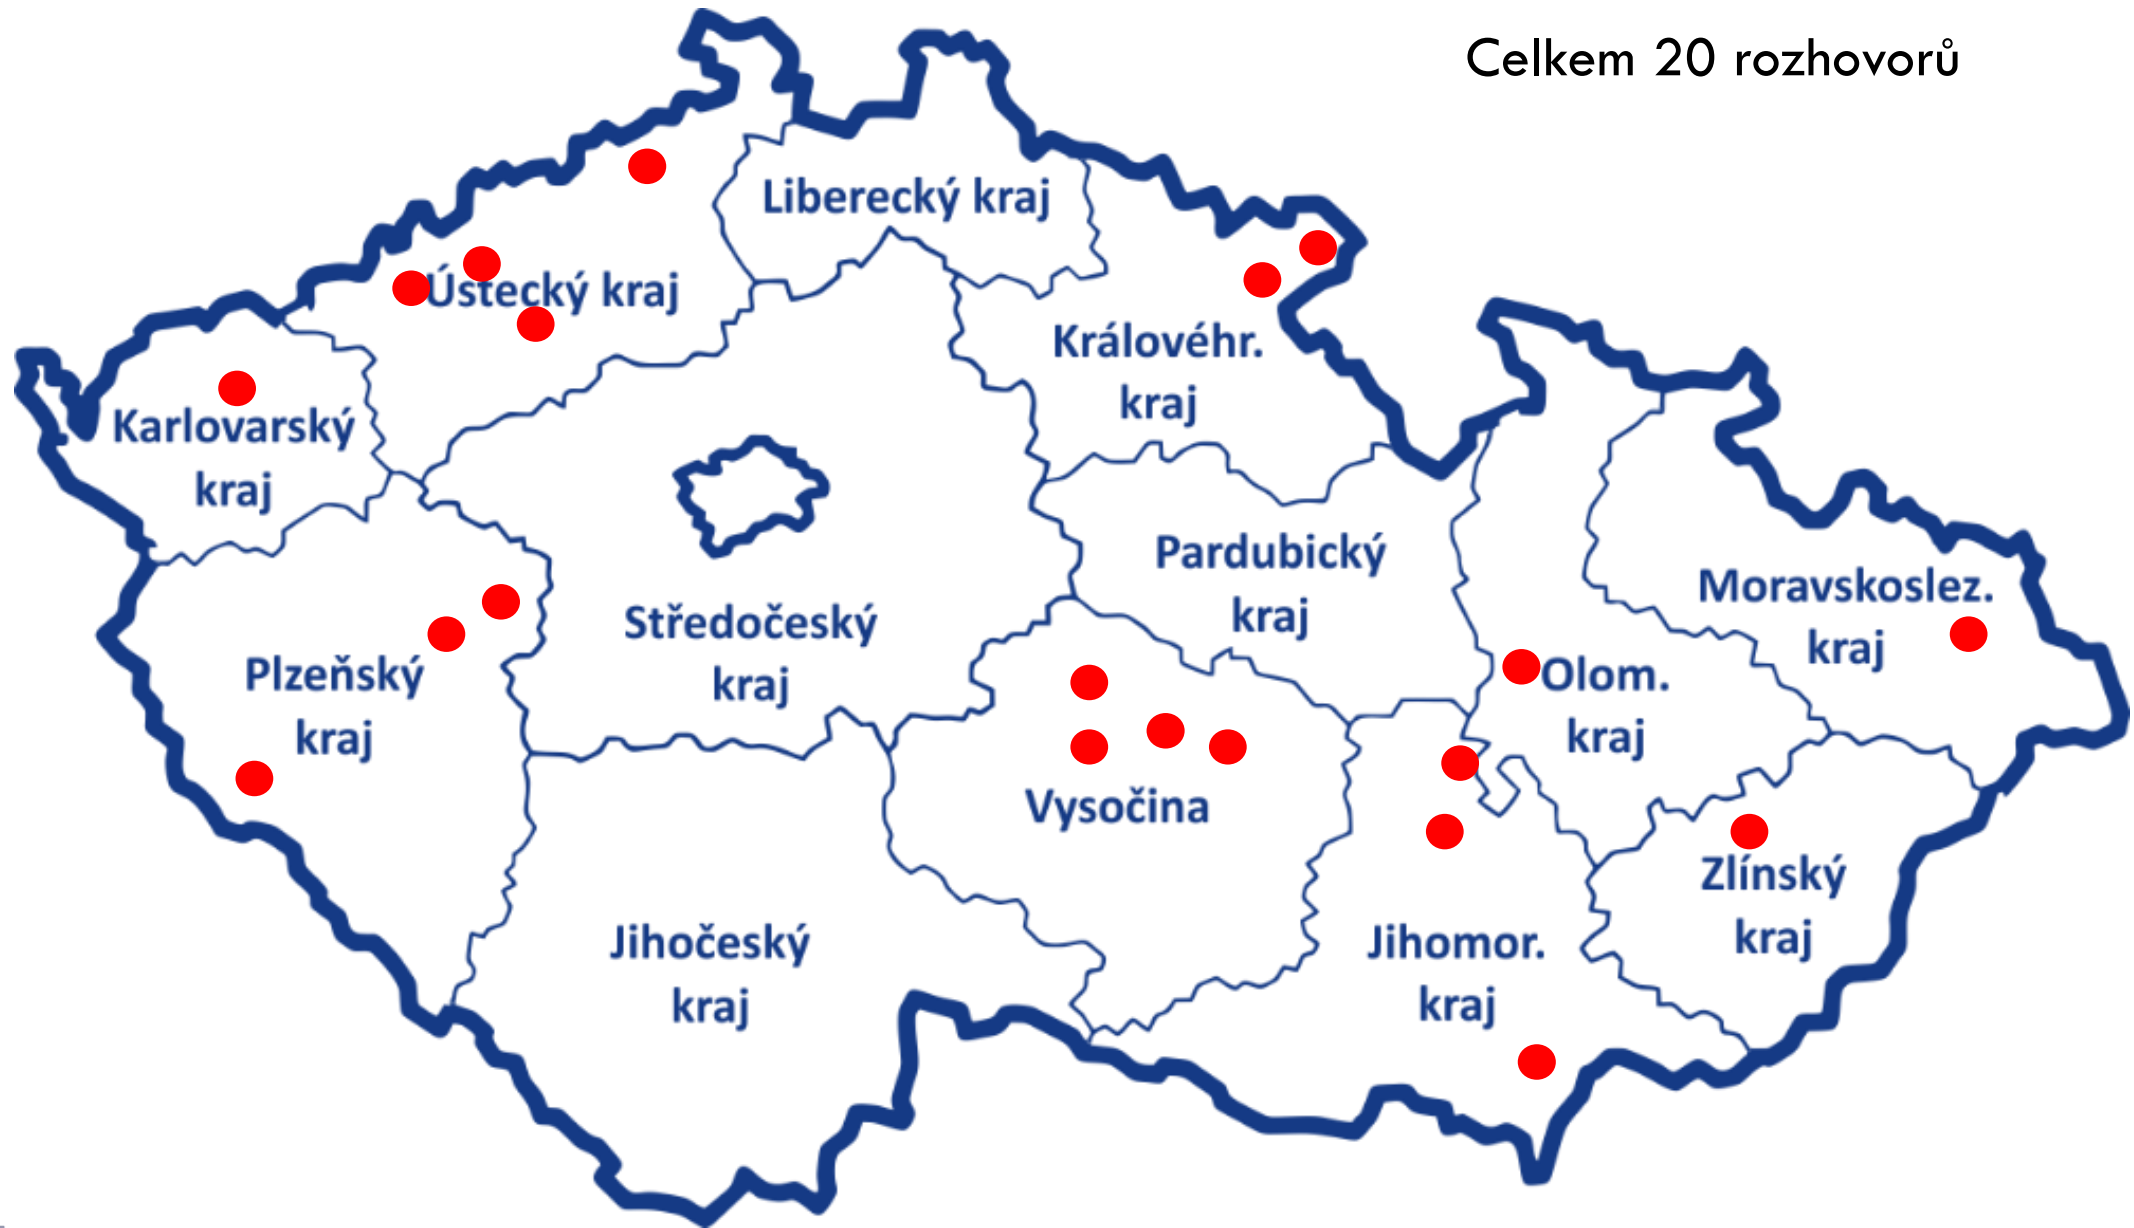 Celkem 20 rozhovorů
Liberecký kraj
Ústecký kraj
Královéhr.
kraj
Karlovarský
kraj
Pardubický
kraj
Moravskoslez.
kraj
Středočeský
kraj
Plzeňský
kraj
Olom.
kraj
Vysočina
Zlínský
kraj
Jihočeský
kraj
Jihomor.
kraj